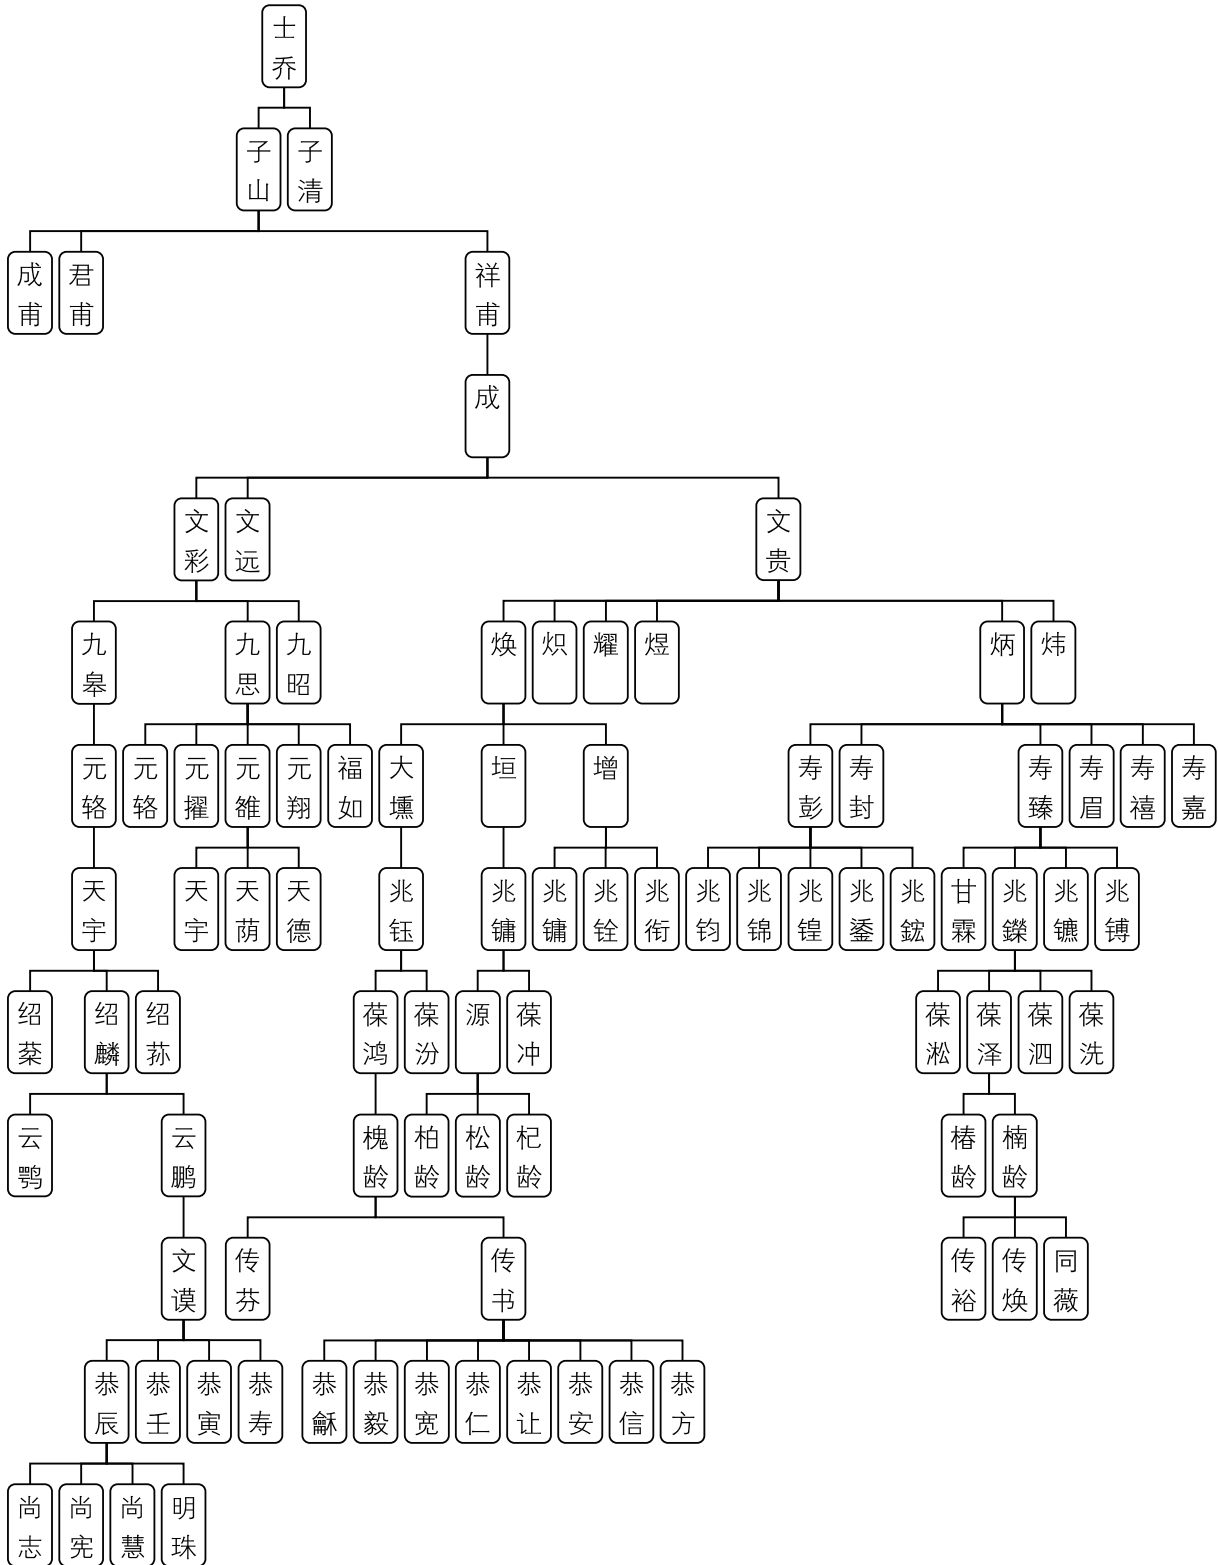 士乔
子山
子清
成甫
君甫
祥甫
成
文彩
文远
文贵
九皋
九思
九昭
焕
炽
耀
煜
炳
炜
元辂
元辂
元擢
元雒
元翔
福如
大壎
垣
增
寿彭
寿封
寿臻
寿眉
寿禧
寿嘉
天宇
天宇
天荫
天德
兆钰
兆镛
兆镛
兆铨
兆衔
兆钧
兆锦
兆锽
兆鋈
兆鋐
甘霖
兆鑅
兆镳
兆镈
绍棻
绍麟
绍荪
葆鸿
葆汾
源
葆冲
葆淞
葆泽
葆泗
葆洗
云鹗
云鹏
槐龄
柏龄
松龄
杞龄
椿龄
楠龄
文谟
传芬
传书
传裕
传焕
同薇
恭辰
恭壬
恭寅
恭寿
恭龢
恭毅
恭宽
恭仁
恭让
恭安
恭信
恭方
尚志
尚宪
尚慧
明珠